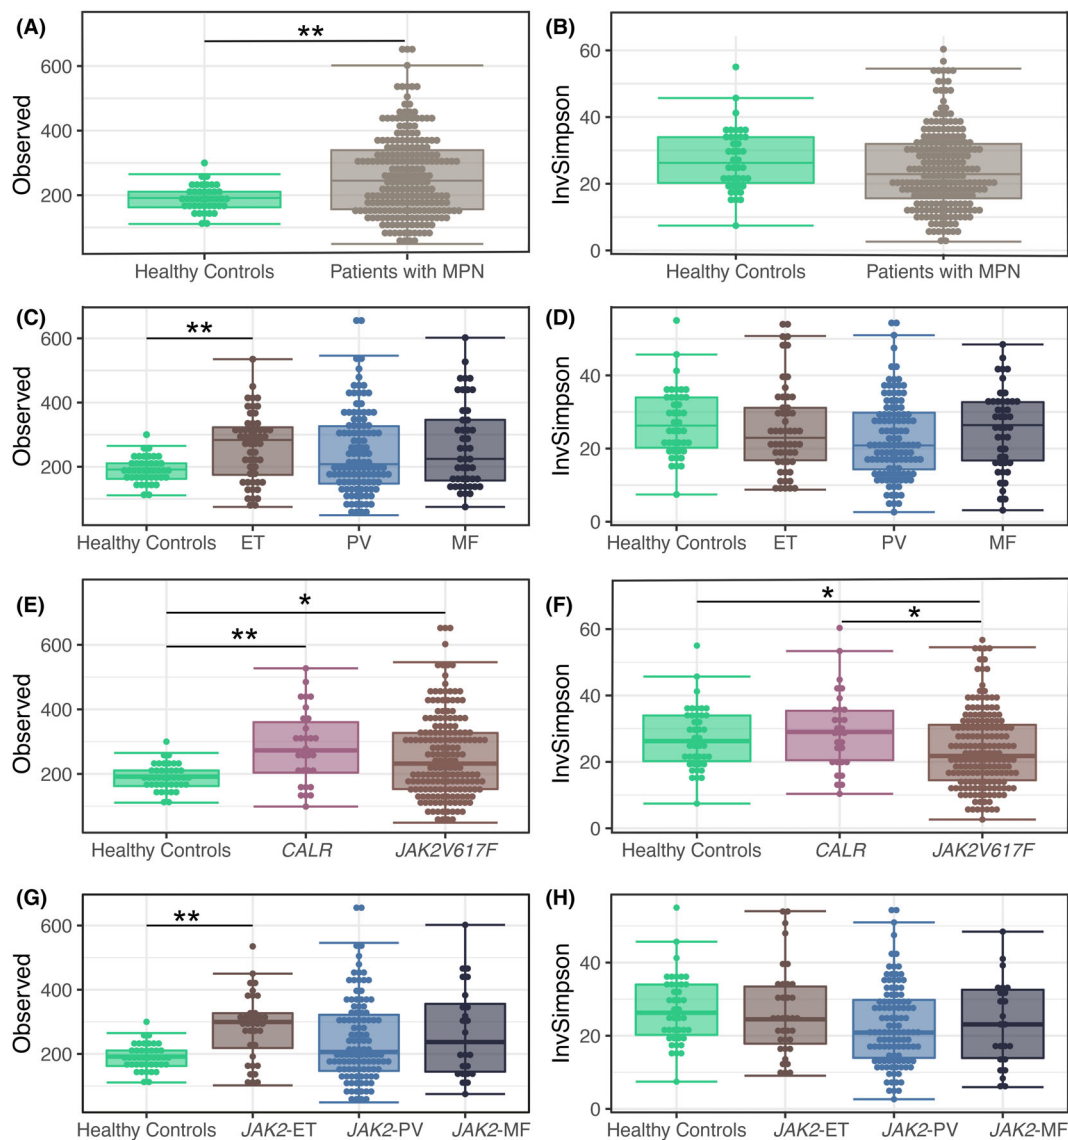 (A)
**
Observed
600
400
200
Healthy Controls Patients with MPN
(B)
InvSimpson
60
40
20
0
Healthy Controls Patients with MPN
(C)
**
Observed
600
400
200
Healthy Controls ET PV MF
(D)
InvSimpson
40
20
0
Healthy Controls ET PV MF
(E)
*
**
Observed
600
400
200
Healthy Controls CALR JAK2V617F
(F)
*
*
InvSimpson
60
40
20
0
Healthy Controls CALR JAK2V617F
(G)
**
Observed
600
400
200
Healthy Controls JAK2-ET JAK2-PV JAK2-MF
(H)
InvSimpson
60
40
20
0
Healthy Controls JAK2-ET JAK2-PV JAK2-MF